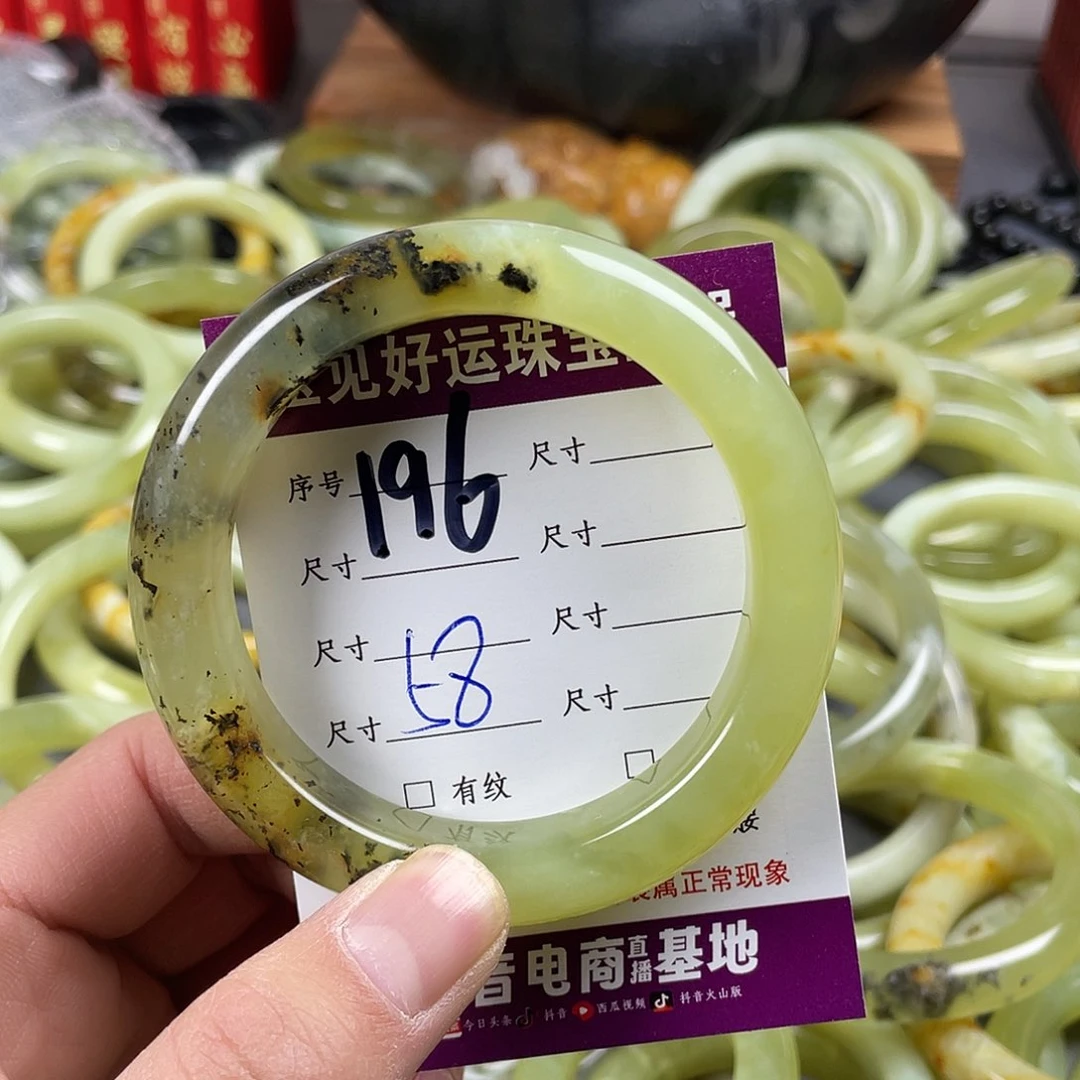 见好运珠宝
序号 196 尺寸
尺寸 尺寸
尺寸 58 尺寸
尺寸 尺寸
有纹
属正常现象
音电商直播基地
今日头条 抖音 西瓜视频 抖音火山版